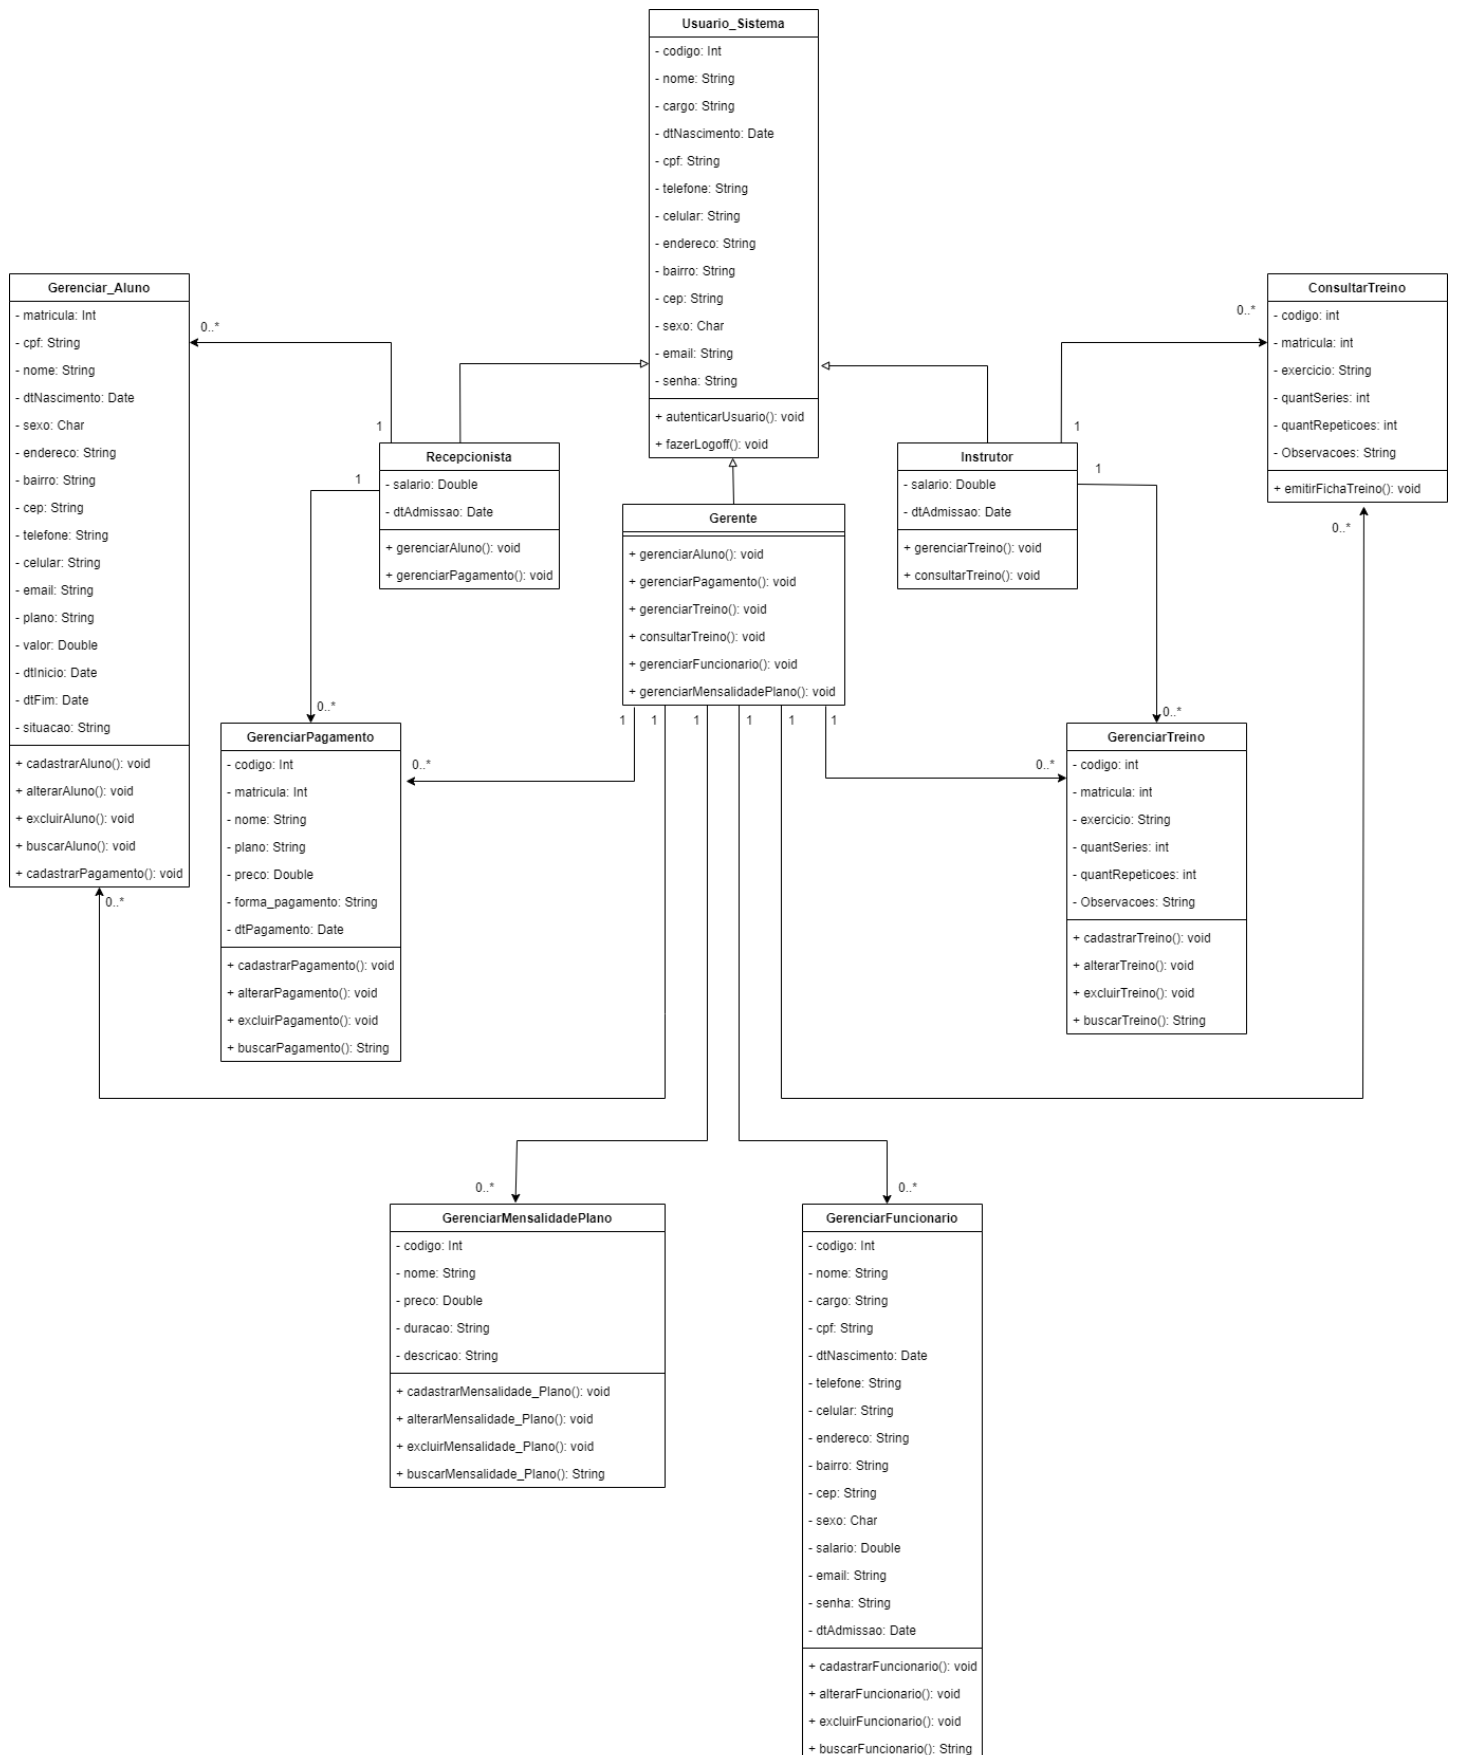 Usuario_Sistema
- codigo: Int
- nome: String
- cargo: String
- dtNascimento: Date
- cpf: String
- telefone: String
- celular: String
- endereco: String
- bairro: String
- cep: String
- sexo: Char
- email: String
- senha: String
+ autenticarUsuario(): void
+ fazerLogoff(): void
Gerenciar_Aluno
- matricula: Int
- cpf: String
- nome: String
- dtNascimento: Date
- sexo: Char
- endereco: String
- bairro: String
- cep: String
- telefone: String
- celular: String
- email: String
- plano: String
- valor: Double
- dtInicio: Date
- dtFim: Date
- situacao: String
+ cadastrarAluno(): void
+ alterarAluno(): void
+ excluirAluno(): void
+ buscarAluno(): void
+ cadastrarPagamento(): void
0..*
0..*
1
1
Recepcionista
- salario: Double
- dtAdmissao: Date
+ gerenciarAluno(): void
+ gerenciarPagamento(): void
Gerente
+ gerenciarAluno(): void
+ gerenciarPagamento(): void
+ gerenciarTreino(): void
+ consultarTreino(): void
+ gerenciarFuncionario(): void
+ gerenciarMensalidadePlano(): void
1
1
1
1
1
1
1
1
Instrutor
- salario: Double
- dtAdmissao: Date
+ gerenciarTreino(): void
+ consultarTreino(): void
0..*
ConsultarTreino
- codigo: int
- matricula: int
- exercicio: String
- quantSeries: int
- quantRepeticoes: int
- Observacoes: String
+ emitirFichaTreino(): void
0..*
0..*
GerenciarPagamento
- codigo: Int
- matricula: Int
- nome: String
- plano: String
- preco: Double
- forma_pagamento: String
- dtPagamento: Date
+ cadastrarPagamento(): void
+ alterarPagamento(): void
+ excluirPagamento(): void
+ buscarPagamento(): String
0..*
0..*
0..*
GerenciarTreino
- codigo: int
- matricula: int
- exercicio: String
- quantSeries: int
- quantRepeticoes: int
- Observacoes: String
+ cadastrarTreino(): void
+ alterarTreino(): void
+ excluirTreino(): void
+ buscarTreino(): String
0..*
GerenciarMensalidadePlano
- codigo: Int
- nome: String
- preco: Double
- duracao: String
- descricao: String
+ cadastrarMensalidade_Plano(): void
+ alterarMensalidade_Plano(): void
+ excluirMensalidade_Plano(): void
+ buscarMensalidade_Plano(): String
0..*
GerenciarFuncionario
- codigo: Int
- nome: String
- cargo: String
- cpf: String
- dtNascimento: Date
- telefone: String
- celular: String
- endereco: String
- bairro: String
- cep: String
- sexo: Char
- salario: Double
- email: String
- senha: String
- dtAdmissao: Date
+ cadastrarFuncionario(): void
+ alterarFuncionario(): void
+ excluirFuncionario(): void
+ buscarFuncionario(): String